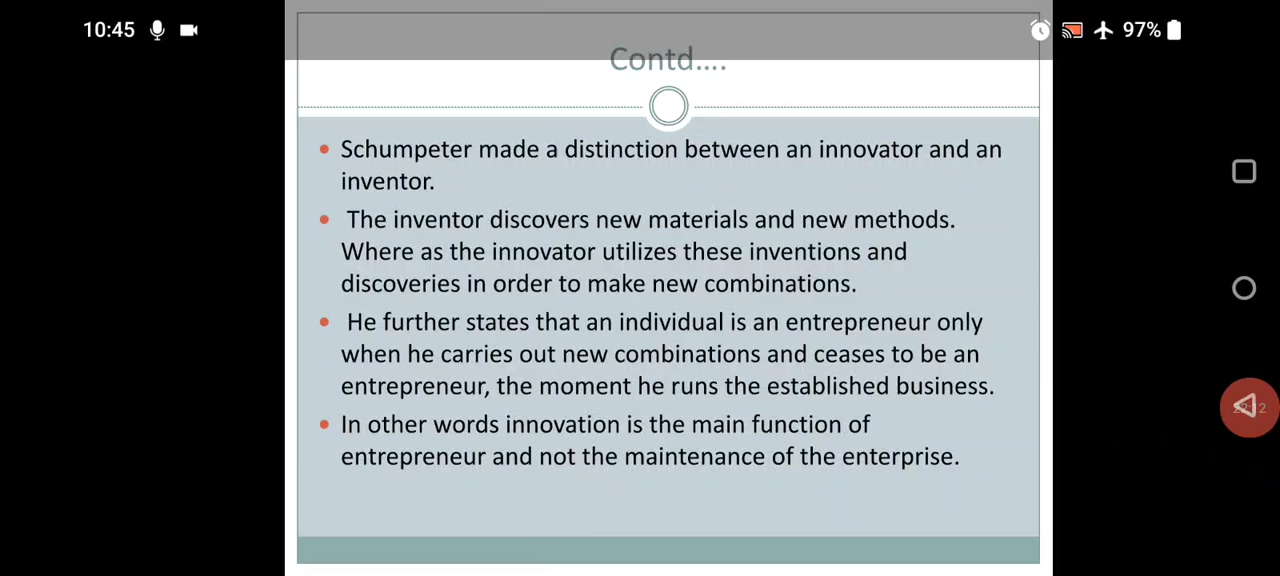 10:45
97%
Contd....
• Schumpeter made a distinction between an innovator and an
inventor.
• The inventor discovers new materials and new methods.
Where as the innovator utilizes these inventions and
discoveries in order to make new combinations.
• He further states that an individual is an entrepreneur only
when he carries out new combinations and ceases to be an
entrepreneur, the moment he runs the established business.
• In other words innovation is the main function of
entrepreneur and not the maintenance of the enterprise.